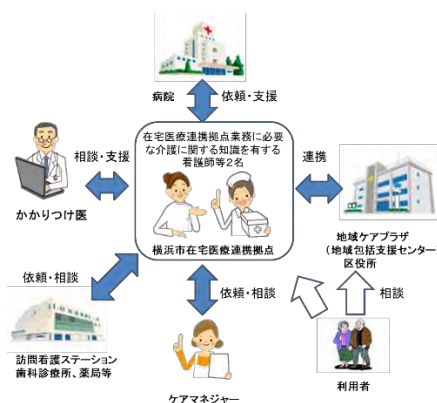 病院
依頼・支援
在宅医療連携拠点業務に必要
な介護に関する知識を有する
看護師等２名
相談・支援
連携
かかりつけ医
横浜市在宅医療連携拠点
地域ケアプラザ
（地域包括支援センター）
区役所
依頼・相談
依頼・相談
相談
訪問看護ステーション
歯科診療所、薬局等
利用者
ケアマネジャー